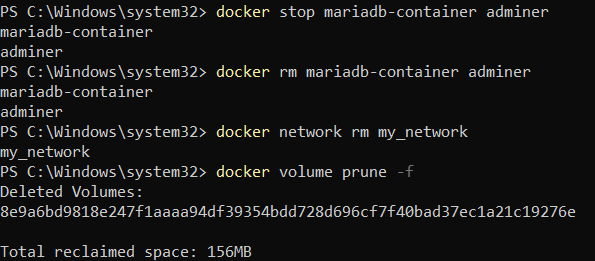 PS C:\Windows\system32> docker stop mariadb-container adminer
mariadb-container
adminer
PS C:\Windows\system32> docker rm mariadb-container adminer
mariadb-container
adminer
PS C:\Windows\system32> docker network rm my_network
my_network
PS C:\Windows\system32> docker volume prune -f
Deleted Volumes:
8e9a6bd9818e247f1aaaa94df39354bdd728d696cf7f40bad37ec1a21c19276e
Total reclaimed space: 156MB